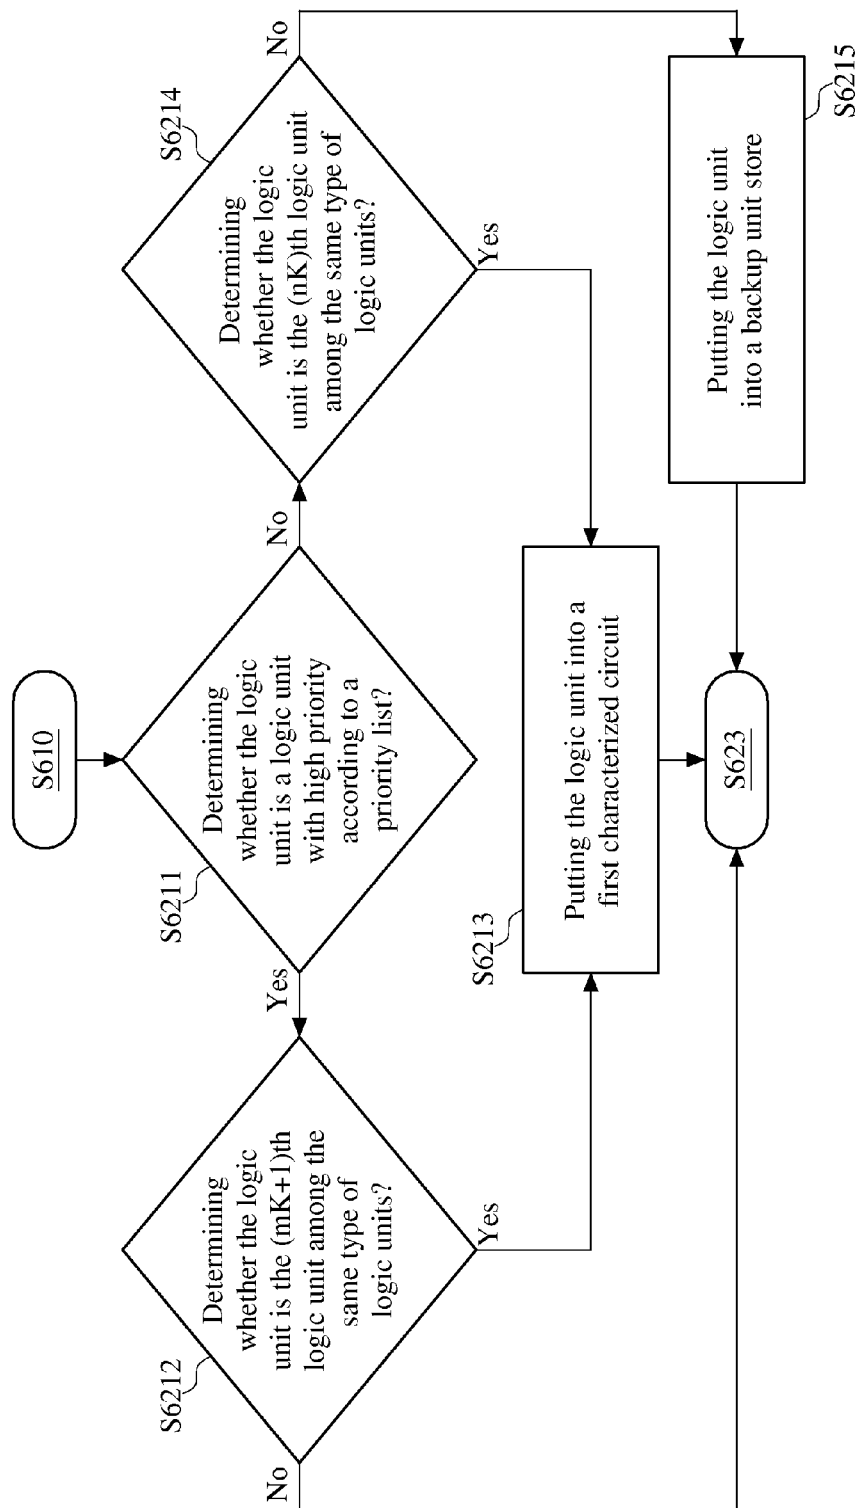 S610
S6211
Determining
whether the logic
unit is a logic unit
with high priority
according to a
priority list?
Yes
No
S6212
Determining
whether the logic
unit is the (mK+1)th
logic unit among the
same type of
logic units?
No
Yes
S6214
Determining
whether the logic
unit is the (nK)th logic unit
among the same type of
logic units?
No
Yes
S6213
Putting the logic unit into a
first characterized circuit
S6215
Putting the logic unit
into a backup unit store
S623